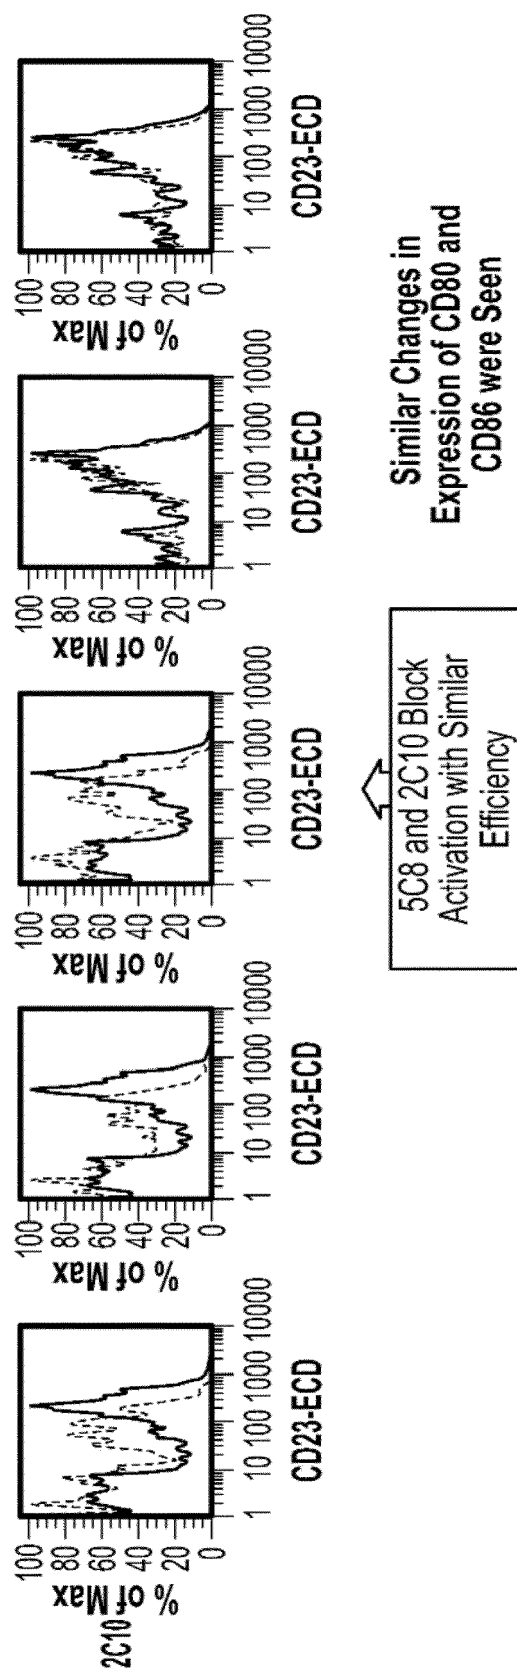 2C10
% of Max
100
80
60
40
20
0
1 10 100 1000 10000
CD23-ECD
% of Max
100
80
60
40
20
0
1 10 100 1000 10000
CD23-ECD
% of Max
100
80
60
40
20
0
1 10 100 1000 10000
CD23-ECD
% of Max
100
80
60
40
20
0
1 10 100 1000 10000
CD23-ECD
% of Max
100
80
60
40
20
0
1 10 100 1000 10000
CD23-ECD
5C8 and 2C10 Block
Activation with Similar
Efficiency
Similar Changes in
Expression of CD80 and
CD86 were Seen